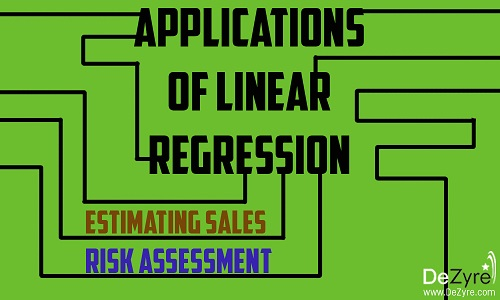 APPLICATIONS
OF LINEAR
REGRESSION
ESTIMATING SALES
RISK ASSESSMENT
DeZyre
www.DeZyre.com